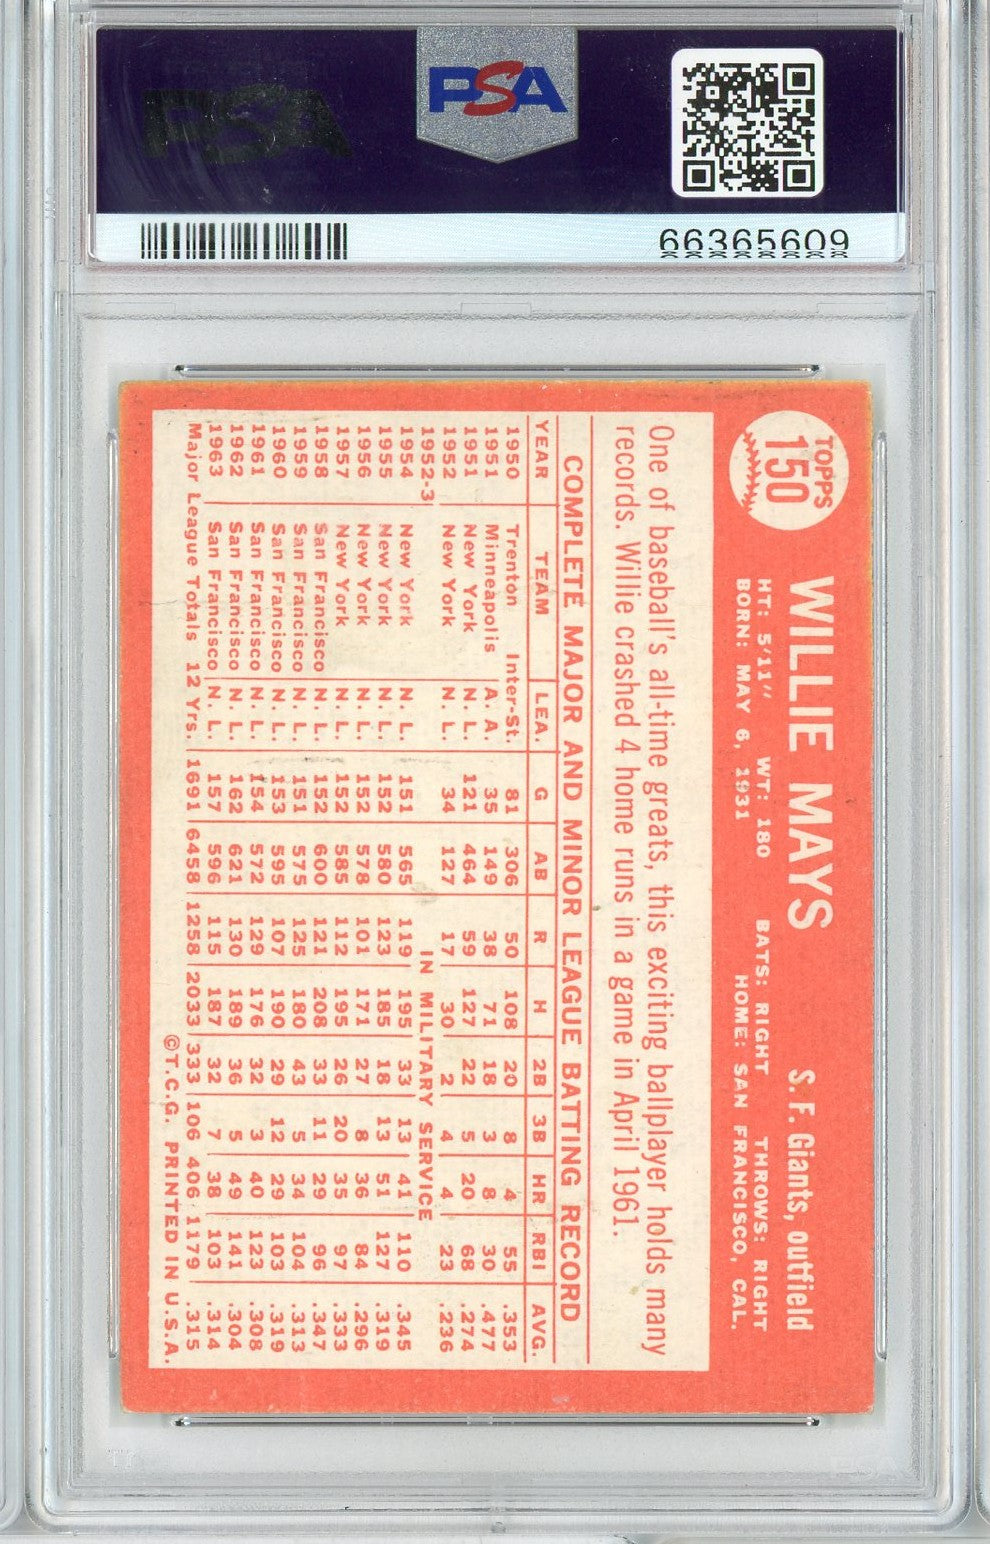 PSA
PSA
66365609
TOPPS
150
WILLIE MAYS
S. F. Giants, outfield
HT: 5'11" WT: 180 BATS: RIGHT THROWS: RIGHT
BORN: MAY 6, 1931 HOME: SAN FRANCISCO, CAL.
One of baseball's all-time greats, this exciting ballplayer holds many
records. Willie crashed 4 home runs in a game in April 1961.
COMPLETE MAJOR AND MINOR LEAGUE BATTING RECORD
YEAR TEAM LEA. G AB R H 2B 3B HR RBI AVG.
1950 Trenton Inter-St. 81 306 50 108 20 8 4 55 .353
1951 Minneapolis A. A. 35 149 38 71 18 3 8 30 .477
1951 New York N. L. 121 464 59 127 22 5 20 68 .274
1952 New York N. L. 34 127 17 30 2 4 4 23 .236
1952-3 IN MILITARY SERVICE
1954 New York N. L. 151 565 119 195 33 13 41 110 .345
1955 New York N. L. 152 580 123 185 18 13 51 127 .319
1956 New York N. L. 152 578 101 171 27 8 36 84 .296
1957 New York N. L. 152 585 112 195 26 20 35 97 .333
1958 San Francisco N. L. 152 600 121 208 33 11 29 96 .347
1959 San Francisco N. L. 151 575 125 180 43 5 34 104 .313
1960 San Francisco N. L. 153 595 107 190 29 12 29 103 .319
1961 San Francisco N. L. 154 572 129 176 32 3 40 123 .308
1962 San Francisco N. L. 162 621 130 189 36 5 49 141 .304
1963 San Francisco N. L. 157 596 115 187 32 7 38 103 .314
Major League Totals 12 Yrs. 1691 6458 1258 2033 333 106 406 1179 .315
©T.C.G. PRINTED IN U.S.A.